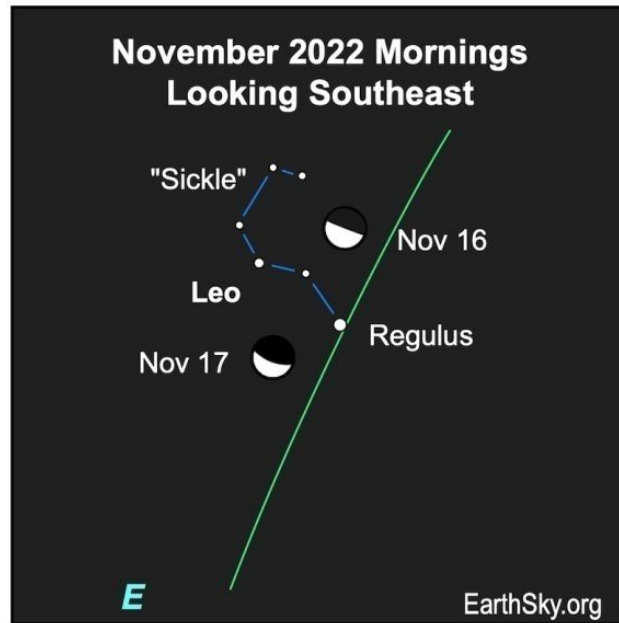 November 2022 Mornings
Looking Southeast
"Sickle"
Nov 16
Leo
Regulus
Nov 17
E
EarthSky.org